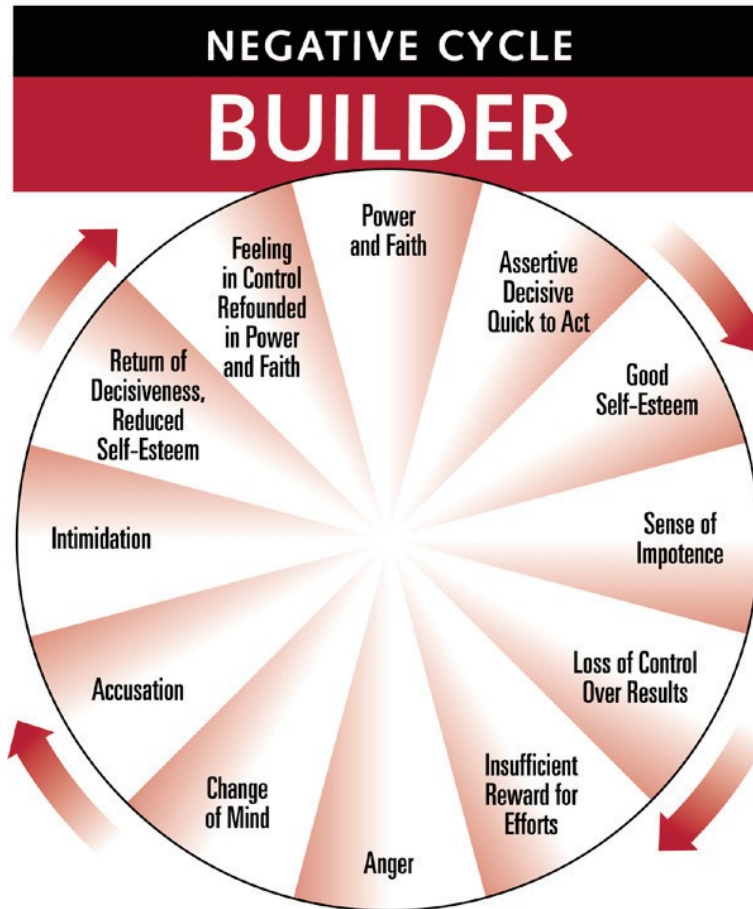 NEGATIVE CYCLE
BUILDER
Power
and Faith
Assertive
Decisive
Quick to Act
Good
Self-Esteem
Sense of
Impotence
Loss of Control
Over Results
Insufficient
Reward for
Efforts
Anger
Change
of Mind
Accusation
Intimidation
Return of
Decisiveness,
Reduced
Self-Esteem
Feeling
in Control
Refounded
in Power
and Faith